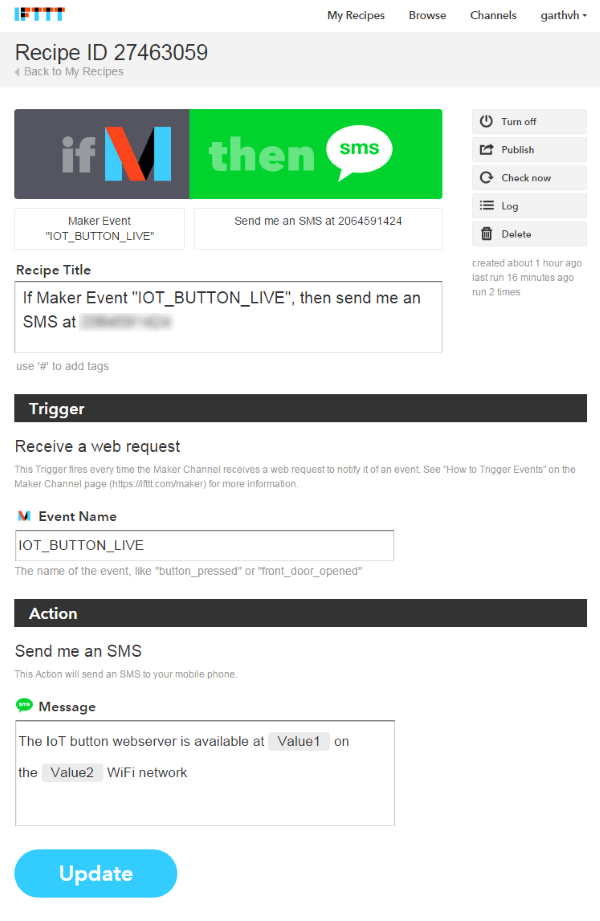 IFTTT
My Recipes Browse Channels garthvh
Recipe ID 27463059
Back to My Recipes
if M then sms
Turn off
Publish
Check now
Log
Delete
created about 1 hour ago
last run 16 minutes ago
run 2 times
Maker Event
"IOT_BUTTON_LIVE"
Send me an SMS at 2064591424
Recipe Title
If Maker Event "IOT_BUTTON_LIVE", then send me an
SMS at
use '#' to add tags
Trigger
Receive a web request
This Trigger fires every time the Maker Channel receives a web request to notify it of an event. See "How to Trigger Events" on the
Maker Channel page (https://ifttt.com/maker) for more information.
Event Name
IOT_BUTTON_LIVE
The name of the event, like "button_pressed" or "front_door_opened"
Action
Send me an SMS
This Action will send an SMS to your mobile phone.
sms Message
The IoT button webserver is available at Value1 on
the Value2 WiFi network
Update